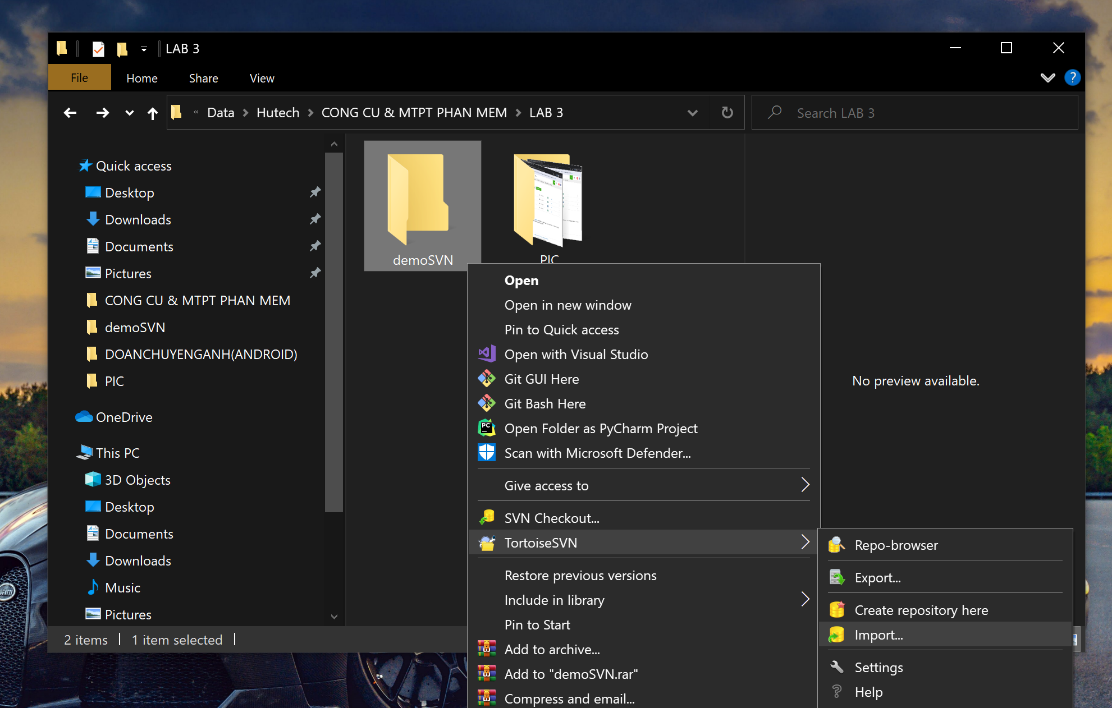 LAB 3
File
Home
Share
View
?
« Data > Hutech > CONG CU & MTPT PHAN MEM > LAB 3
Search LAB 3
Quick access
Desktop
Downloads
Documents
Pictures
CONG CU & MTPT PHAN MEM
demoSVN
DOANCHUYENGANH(ANDROID)
PIC
OneDrive
This PC
3D Objects
Desktop
Documents
Downloads
Music
Pictures
demoSVN
PIC
No preview available.
Open
Open in new window
Pin to Quick access
Open with Visual Studio
Git GUI Here
Git Bash Here
Open Folder as PyCharm Project
Scan with Microsoft Defender...
Give access to
SVN Checkout...
TortoiseSVN
Restore previous versions
Include in library
Pin to Start
Add to archive...
Add to "demoSVN.rar"
Compress and email...
Repo-browser
Export...
Create repository here
Import...
Settings
Help
2 items
1 item selected